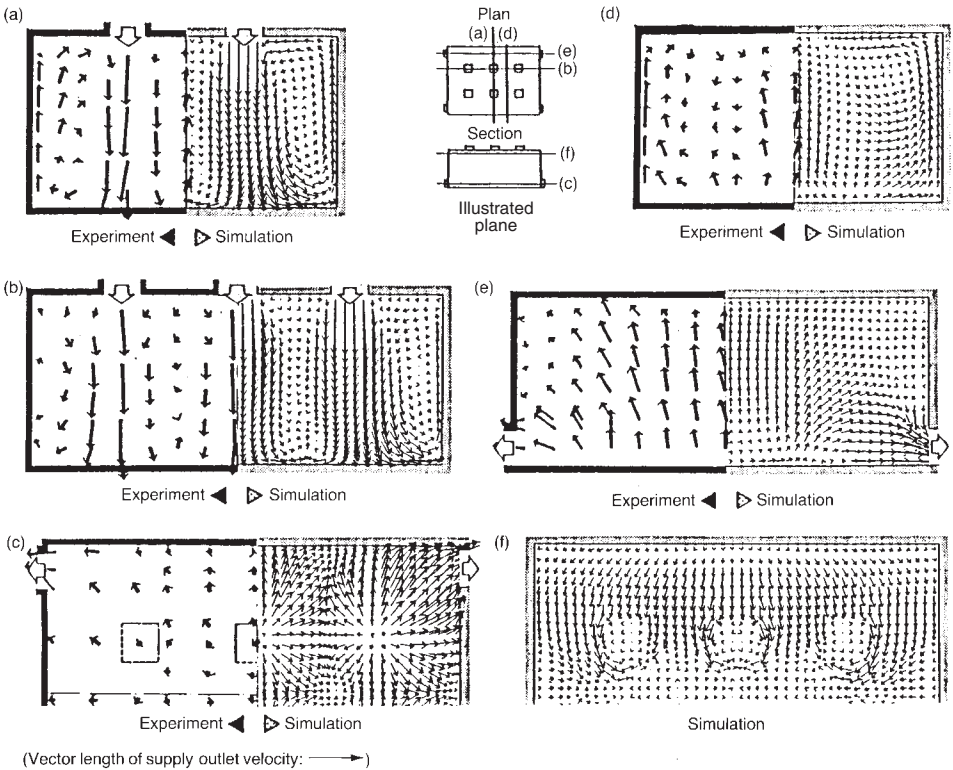 (a)
Experiment Simulation
Plan
(a) (d)
(e)
(b)
Section
(f)
(c)
Illustrated
plane
(d)
Experiment Simulation
(b)
Experiment Simulation
(e)
Experiment Simulation
(c)
Experiment Simulation
(f)
Simulation
(Vector length of supply outlet velocity: )